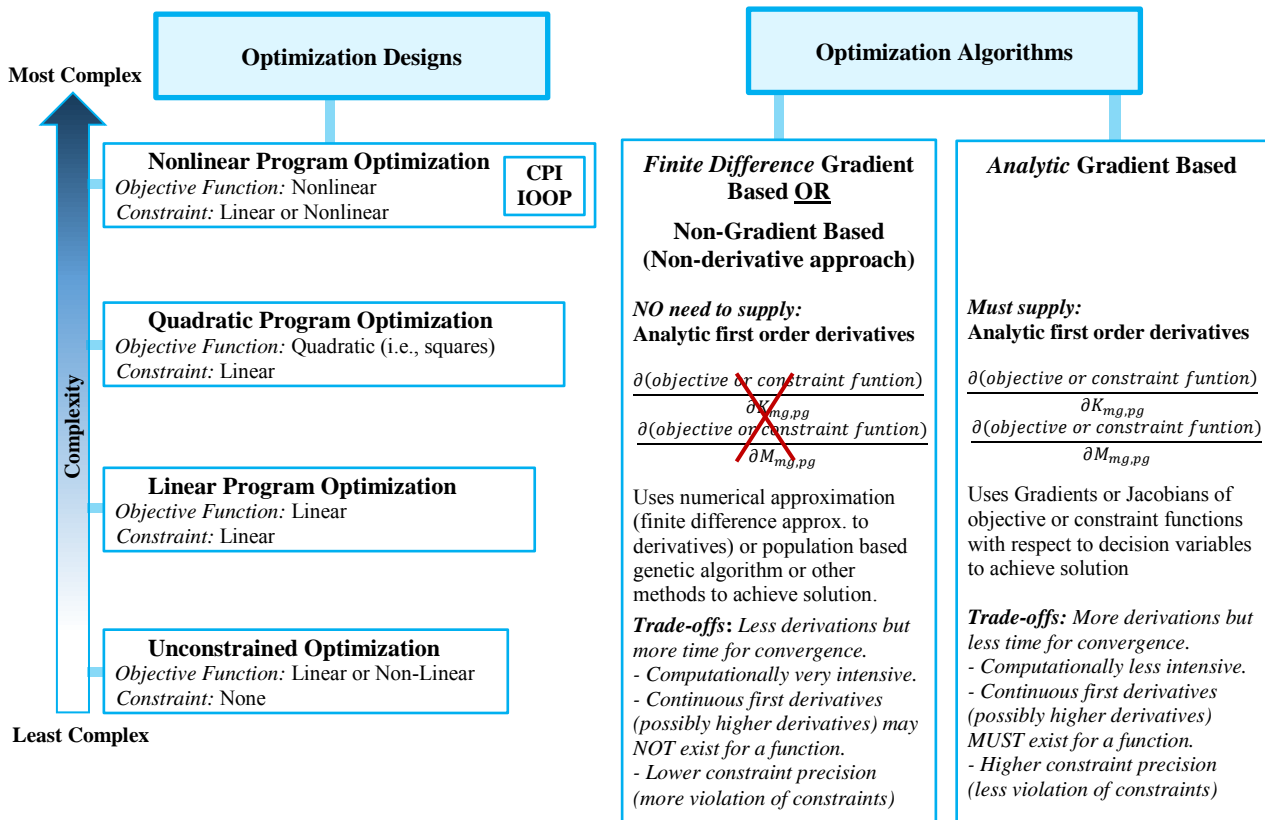 Optimization Designs
Optimization Algorithms
Most Complex
Complexity
Least Complex
Nonlinear Program Optimization
Objective Function: Nonlinear
Constraint: Linear or Nonlinear
CPI
IOOP
Quadratic Program Optimization
Objective Function: Quadratic (i.e., squares)
Constraint: Linear
Linear Program Optimization
Objective Function: Linear
Constraint: Linear
Unconstrained Optimization
Objective Function: Linear or Non-Linear
Constraint: None
Finite Difference Gradient
Based OR
Non-Gradient Based
(Non-derivative approach)
NO need to supply:
Analytic first order derivatives
∂(objective or constraint funtion)
∂K_{mg,pg}
∂(objective or constraint funtion)
∂M_{mg,pg}
Uses numerical approximation
(finite difference approx. to
derivatives) or population based
genetic algorithm or other
methods to achieve solution.
Trade-offs: Less derivations but
more time for convergence.
- Computationally very intensive.
- Continuous first derivatives
(possibly higher derivatives) may
NOT exist for a function.
- Lower constraint precision
(more violation of constraints)
Analytic Gradient Based
Must supply:
Analytic first order derivatives
∂(objective or constraint funtion)
∂K_{mg,pg}
∂(objective or constraint funtion)
∂M_{mg,pg}
Uses Gradients or Jacobians of
objective or constraint functions
with respect to decision variables
to achieve solution
Trade-offs: More derivations but
less time for convergence.
- Computationally less intensive.
- Continuous first derivatives
(possibly higher derivatives)
MUST exist for a function.
- Higher constraint precision
(less violation of constraints)